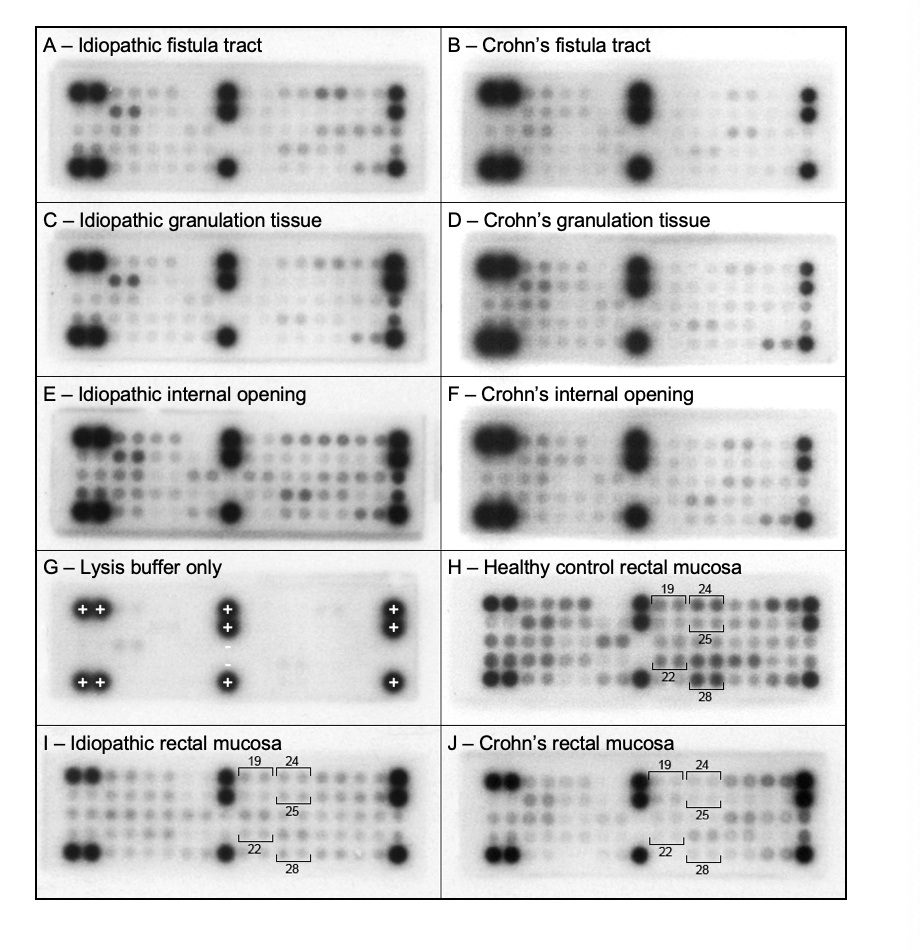 A – Idiopathic fistula tract
B – Crohn's fistula tract
C – Idiopathic granulation tissue
D – Crohn's granulation tissue
E – Idiopathic internal opening
F – Crohn's internal opening
G – Lysis buffer only
+ + + +
+ +
-
-
+ + + +
H – Healthy control rectal mucosa
19 24
25
22
28
I – Idiopathic rectal mucosa
19 24
25
22
28
J – Crohn's rectal mucosa
19 24
25
22
28